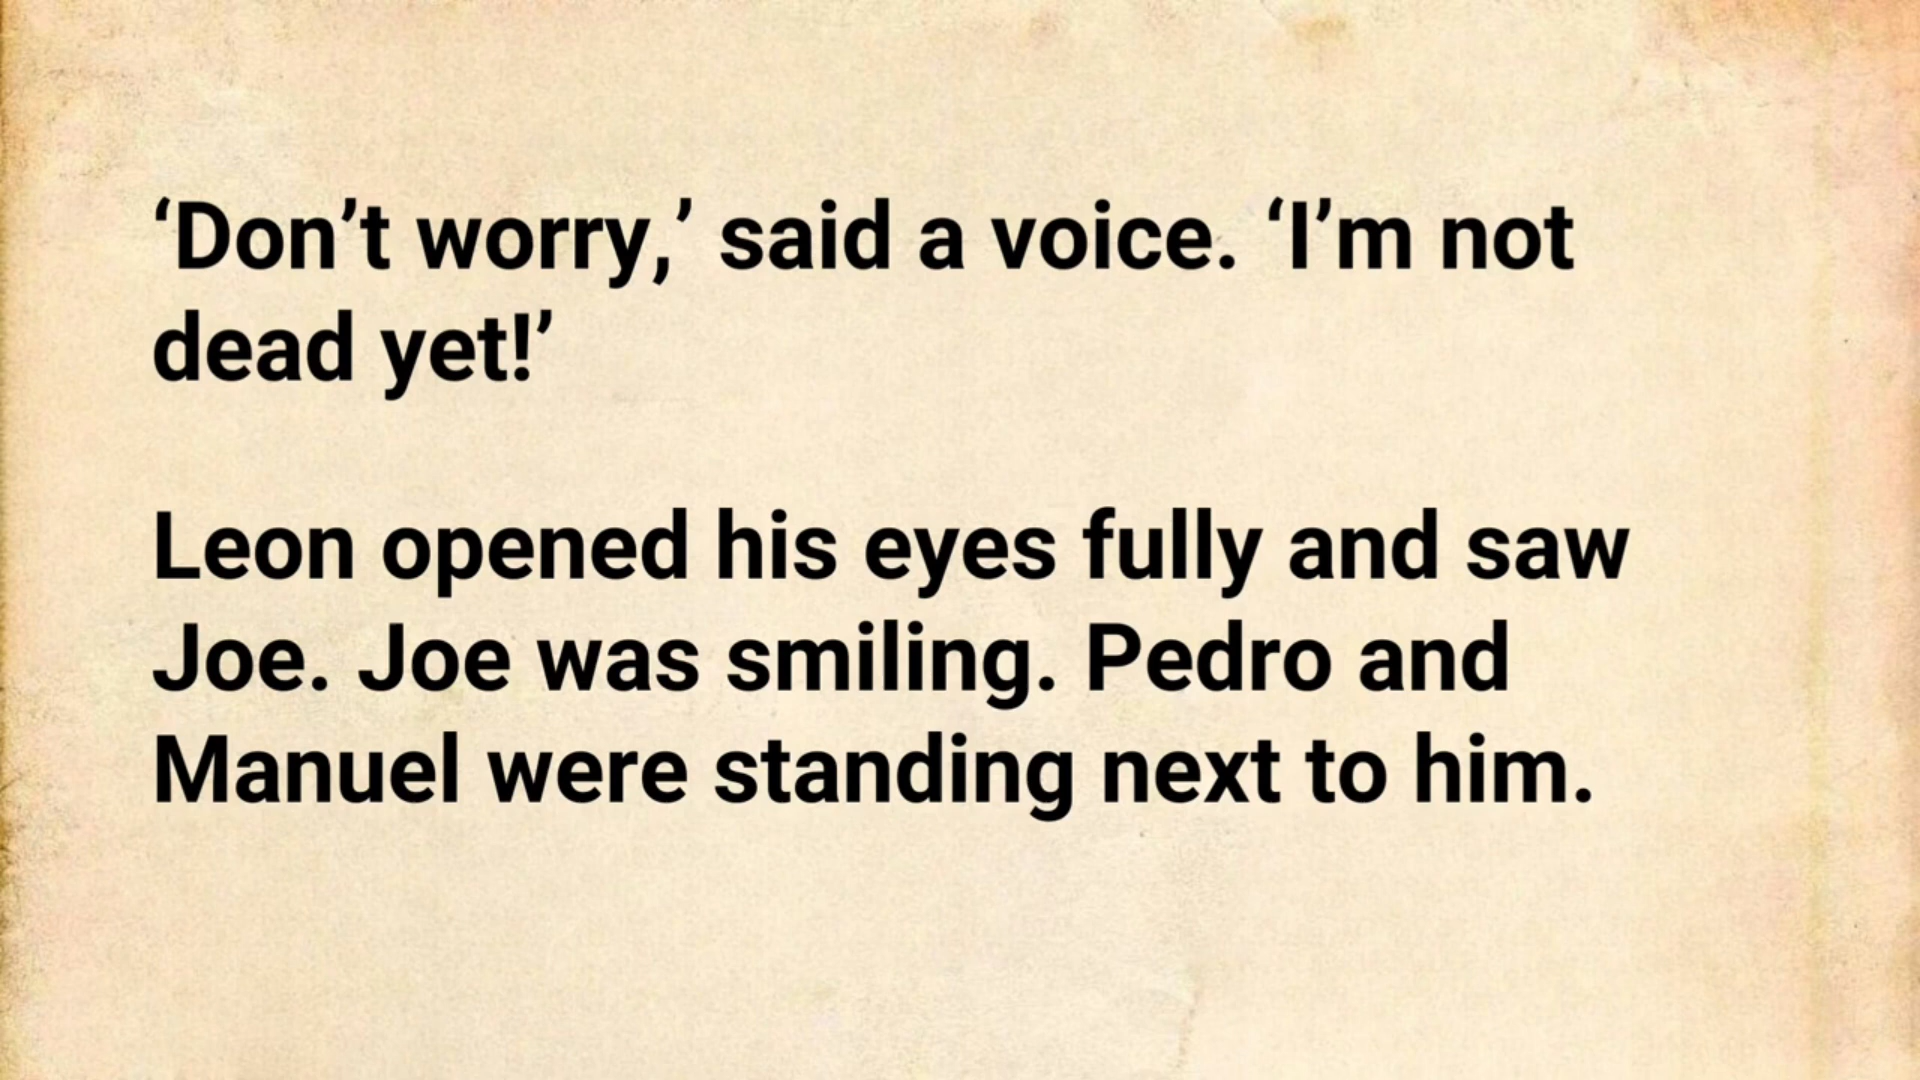 ‘Don’t worry,’ said a voice. ‘I’m not
dead yet!’
Leon opened his eyes fully and saw
Joe. Joe was smiling. Pedro and
Manuel were standing next to him.